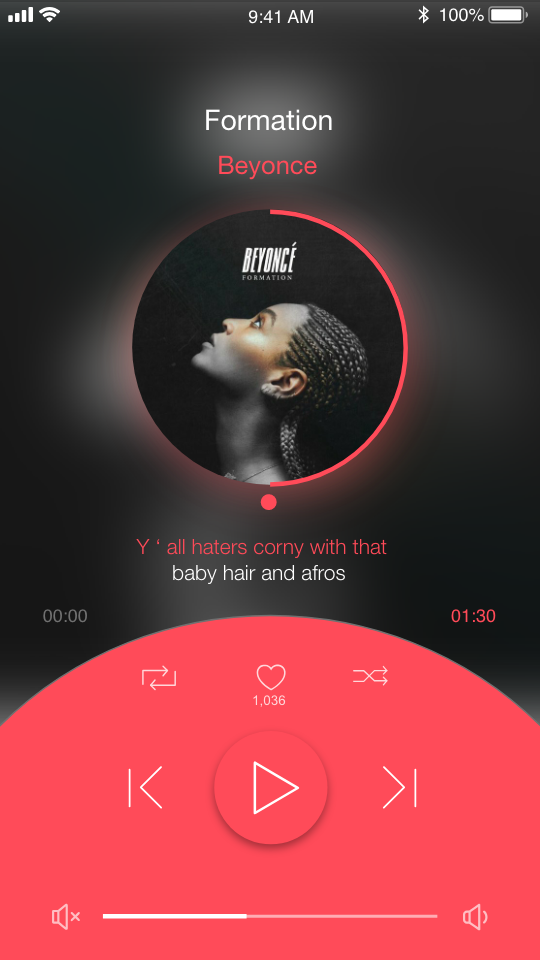 9:41 AM 100%
Formation
Beyonce
BEYONCÉ
FORMATION
Y ‘ all haters corny with that
baby hair and afros
00:00 01:30
1,036